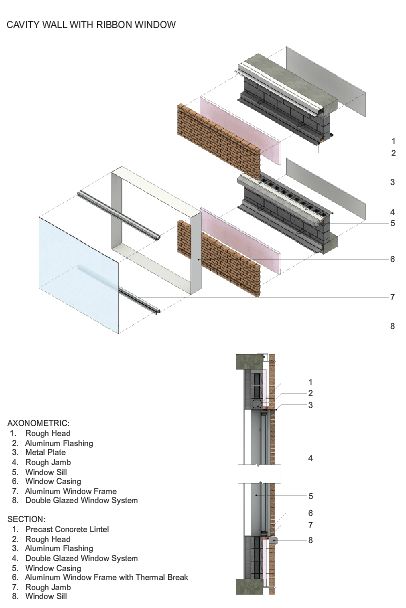 CAVITY WALL WITH RIBBON WINDOW
1
2
3
4
5
6
7
8
1
2
3
4
5
6
7
8
AXONOMETRIC:
1. Rough Head
2. Aluminum Flashing
3. Metal Plate
4. Rough Jamb
5. Window Sill
6. Window Casing
7. Aluminum Window Frame
8. Double Glazed Window System
SECTION:
1. Precast Concrete Lintel
2. Rough Head
3. Aluminum Flashing
4. Double Glazed Window System
5. Window Casing
6. Aluminum Window Frame with Thermal Break
7. Rough Jamb
8. Window Sill